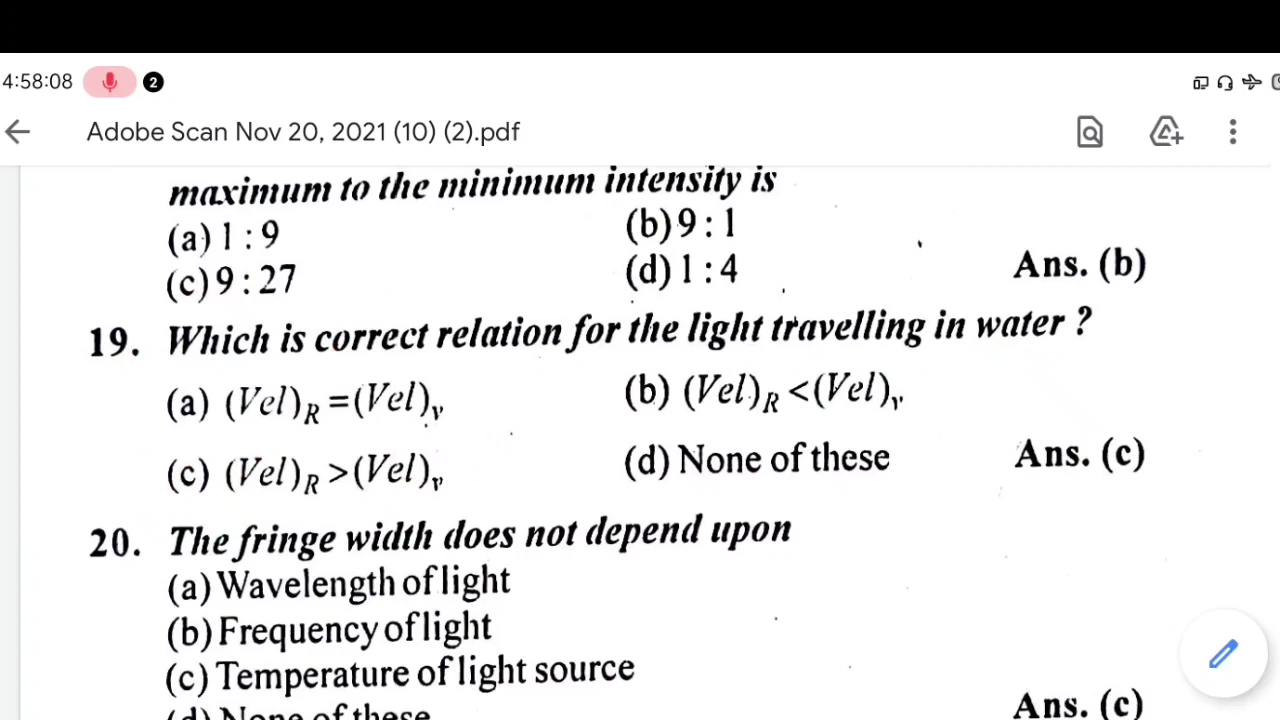 4:58:08 2
Adobe Scan Nov 20, 2021 (10) (2).pdf
maximum to the minimum intensity is
(a) 1 : 9 (b) 9 : 1
(c) 9 : 27 (d) 1 : 4 Ans. (b)
19. Which is correct relation for the light travelling in water ?
(a) (Vel)R =(Vel)v (b) (Vel)R <(Vel)v
(c) (Vel)R >(Vel)v (d) None of these Ans. (c)
20. The fringe width does not depend upon
(a) Wavelength of light
(b) Frequency of light
(c) Temperature of light source
(d) None of these Ans. (c)